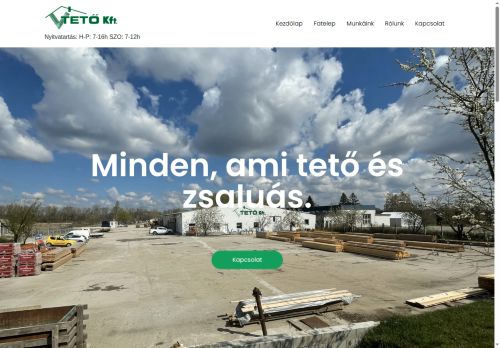 TETŐ Kft
Nyitvatartás: H-P: 7-16h SZO: 7-12h
Kezdőlap
Fatelep
Munkáink
Rólunk
Kapcsolat
Minden, ami tető és
zsaluás.
TETŐ Kft.
Kapcsolat